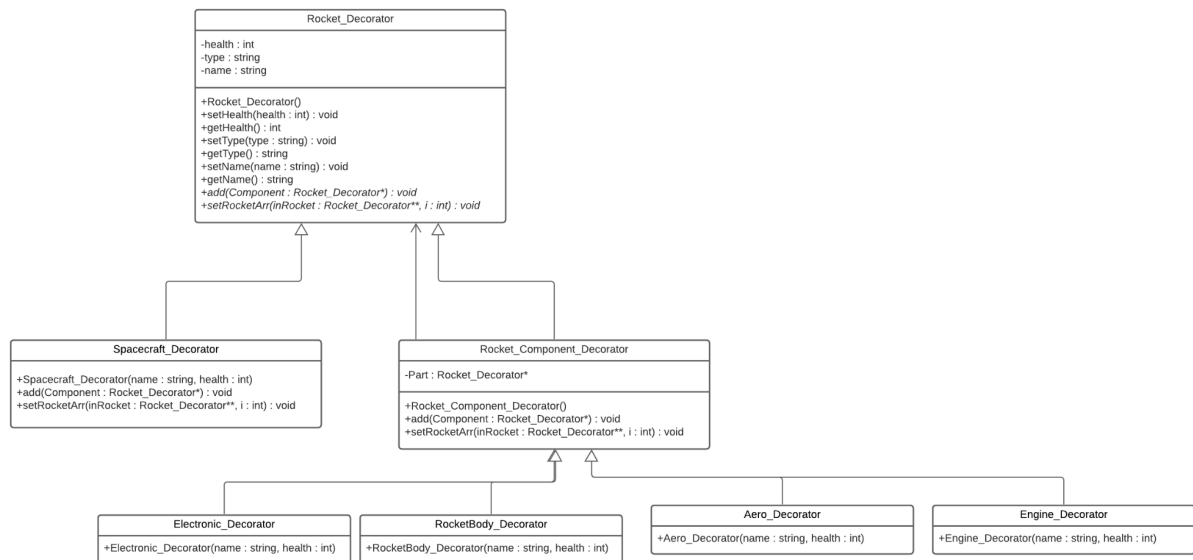 Rocket_Decorator
-health : int
-type : string
-name : string
+Rocket_Decorator()
+setHealth(health : int) : void
+getHealth() : int
+setType(type : string) : void
+getType() : string
+setName(name : string) : void
+getName() : string
+add(Component : Rocket_Decorator*) : void
+setRocketArr(inRocket : Rocket_Decorator**, i : int) : void
Spacecraft_Decorator
+Spacecraft_Decorator(name : string, health : int)
+add(Component : Rocket_Decorator*) : void
+setRocketArr(inRocket : Rocket_Decorator**, i : int) : void
Rocket_Component_Decorator
-Part : Rocket_Decorator*
+Rocket_Component_Decorator()
+add(Component : Rocket_Decorator*) : void
+setRocketArr(inRocket : Rocket_Decorator**, i : int) : void
Electronic_Decorator
+Electronic_Decorator(name : string, health : int)
RocketBody_Decorator
+RocketBody_Decorator(name : string, health : int)
Aero_Decorator
+Aero_Decorator(name : string, health : int)
Engine_Decorator
+Engine_Decorator(name : string, health : int)